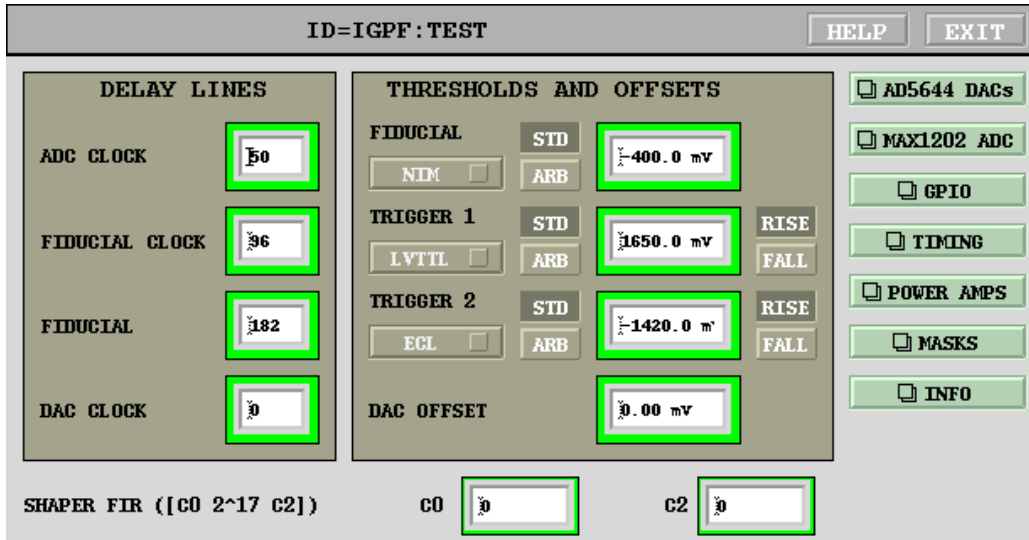 ID=IGPF:TEST
HELP
EXIT
DELAY LINES
ADC CLOCK
50
FIDUCIAL CLOCK
96
FIDUCIAL
182
DAC CLOCK
0
THRESHOLDS AND OFFSETS
FIDUCIAL
NIM
STD
ARB
-400.0 mV
TRIGGER 1
LVTTL
STD
ARB
1650.0 mV
RISE
FALL
TRIGGER 2
ECL
STD
ARB
-1420.0 m
RISE
FALL
DAC OFFSET
0.00 mV
AD5644 DACs
MAX1202 ADC
GPIO
TIMING
POWER AMPS
MASKS
INFO
SHAPER FIR ([C0 2^17 C2])
C0
0
C2
0